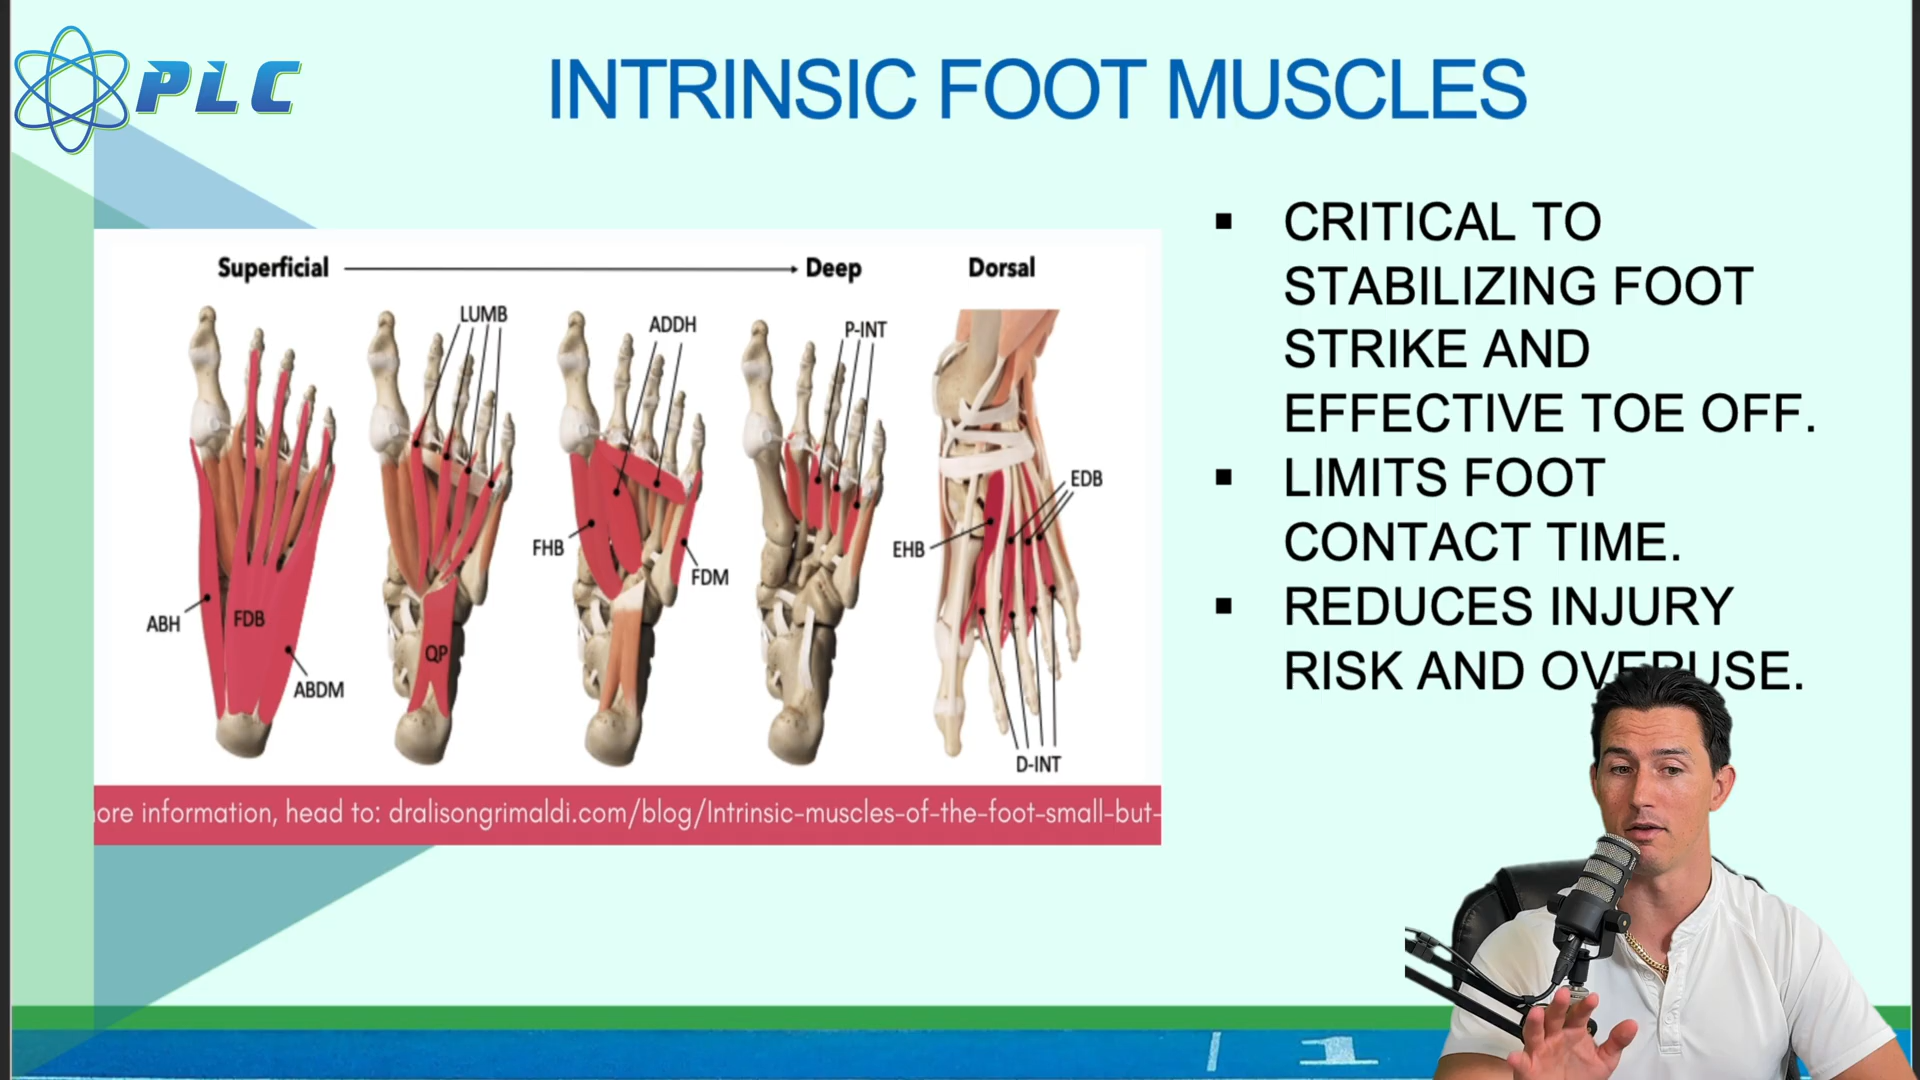 PLC
INTRINSIC FOOT MUSCLES
Superficial
Deep
Dorsal
LUMB
ADDH
P-INT
EDB
EHB
FHB
FDM
ABH
FDB
QP
ABDM
D-INT
ore information, head to: dralisongrimaldi.com/blog/Intrinsic-muscles-of-the-foot-small-but-
▪ CRITICAL TO
STABILIZING FOOT
STRIKE AND
EFFECTIVE TOE OFF.
▪ LIMITS FOOT
CONTACT TIME.
▪ REDUCES INJURY
RISK AND OVERUSE.
1